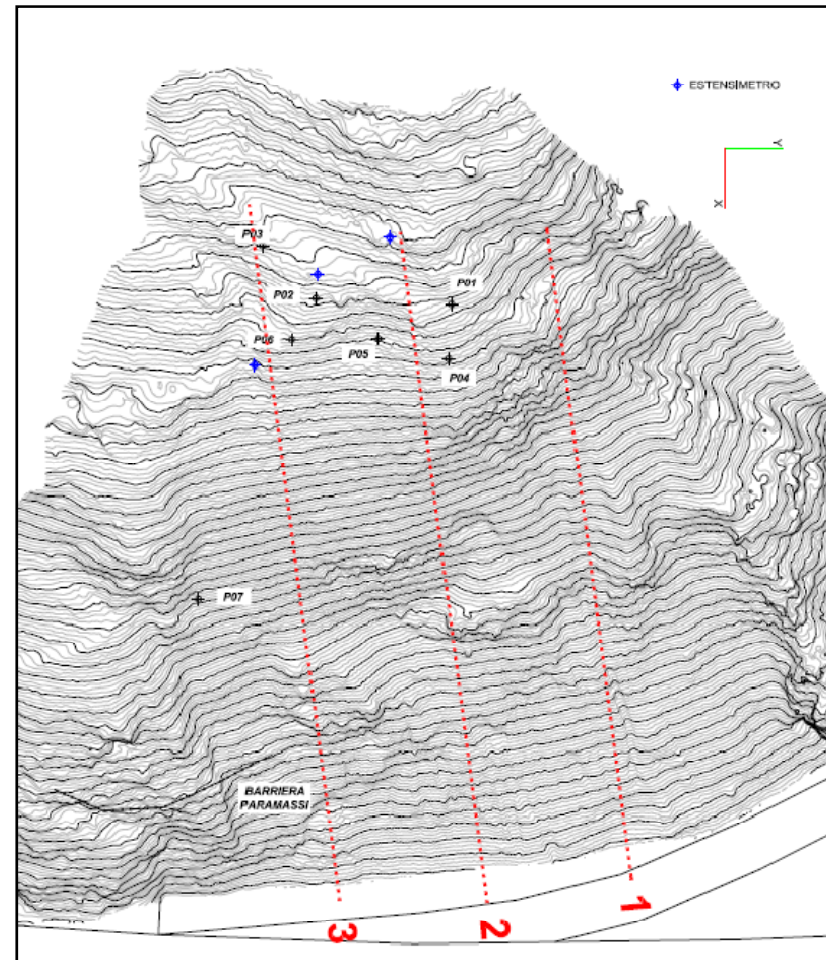 ESTENSIMETRO
Y
X
P03
P01
P02
P06
P05
P04
P07
BARRIERA
PARAMASSI
3
2
1